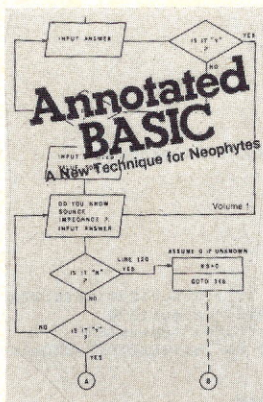 INPUT ANSWER
IS IT "Y"
?
YES
NO
Annotated
BASIC
A New Technique for Neophytes
Volume 1
DO YOU KNOW
SOURCE
IMPEDANCE ?
INPUT ANSWER
ASSUME 0 IF UNKNOWN
LINE 120
IS IT "N"
?
YES
RS=0
GOTO 360
NO
NO
IS IT "Y"
?
YES
A
B